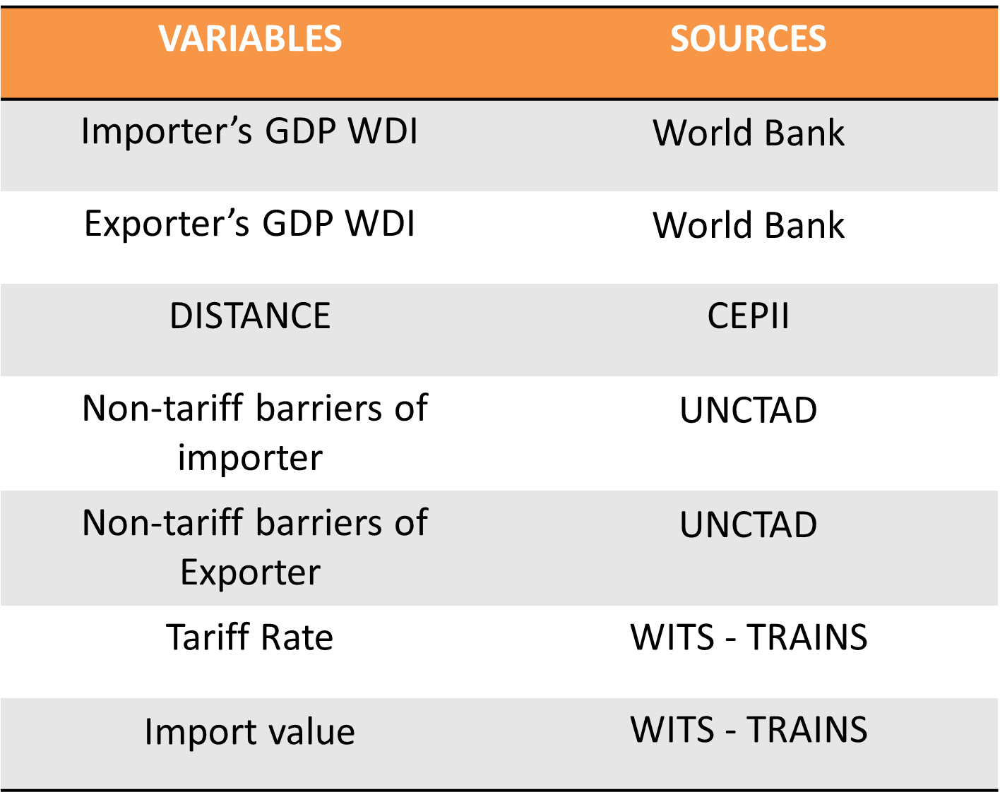 VARIABLES SOURCES
Importer’s GDP WDI World Bank
Exporter’s GDP WDI World Bank
DISTANCE CEPII
Non-tariff barriers of UNCTAD
importer
Non-tariff barriers of UNCTAD
Exporter
Tariff Rate WITS - TRAINS
Import value WITS - TRAINS